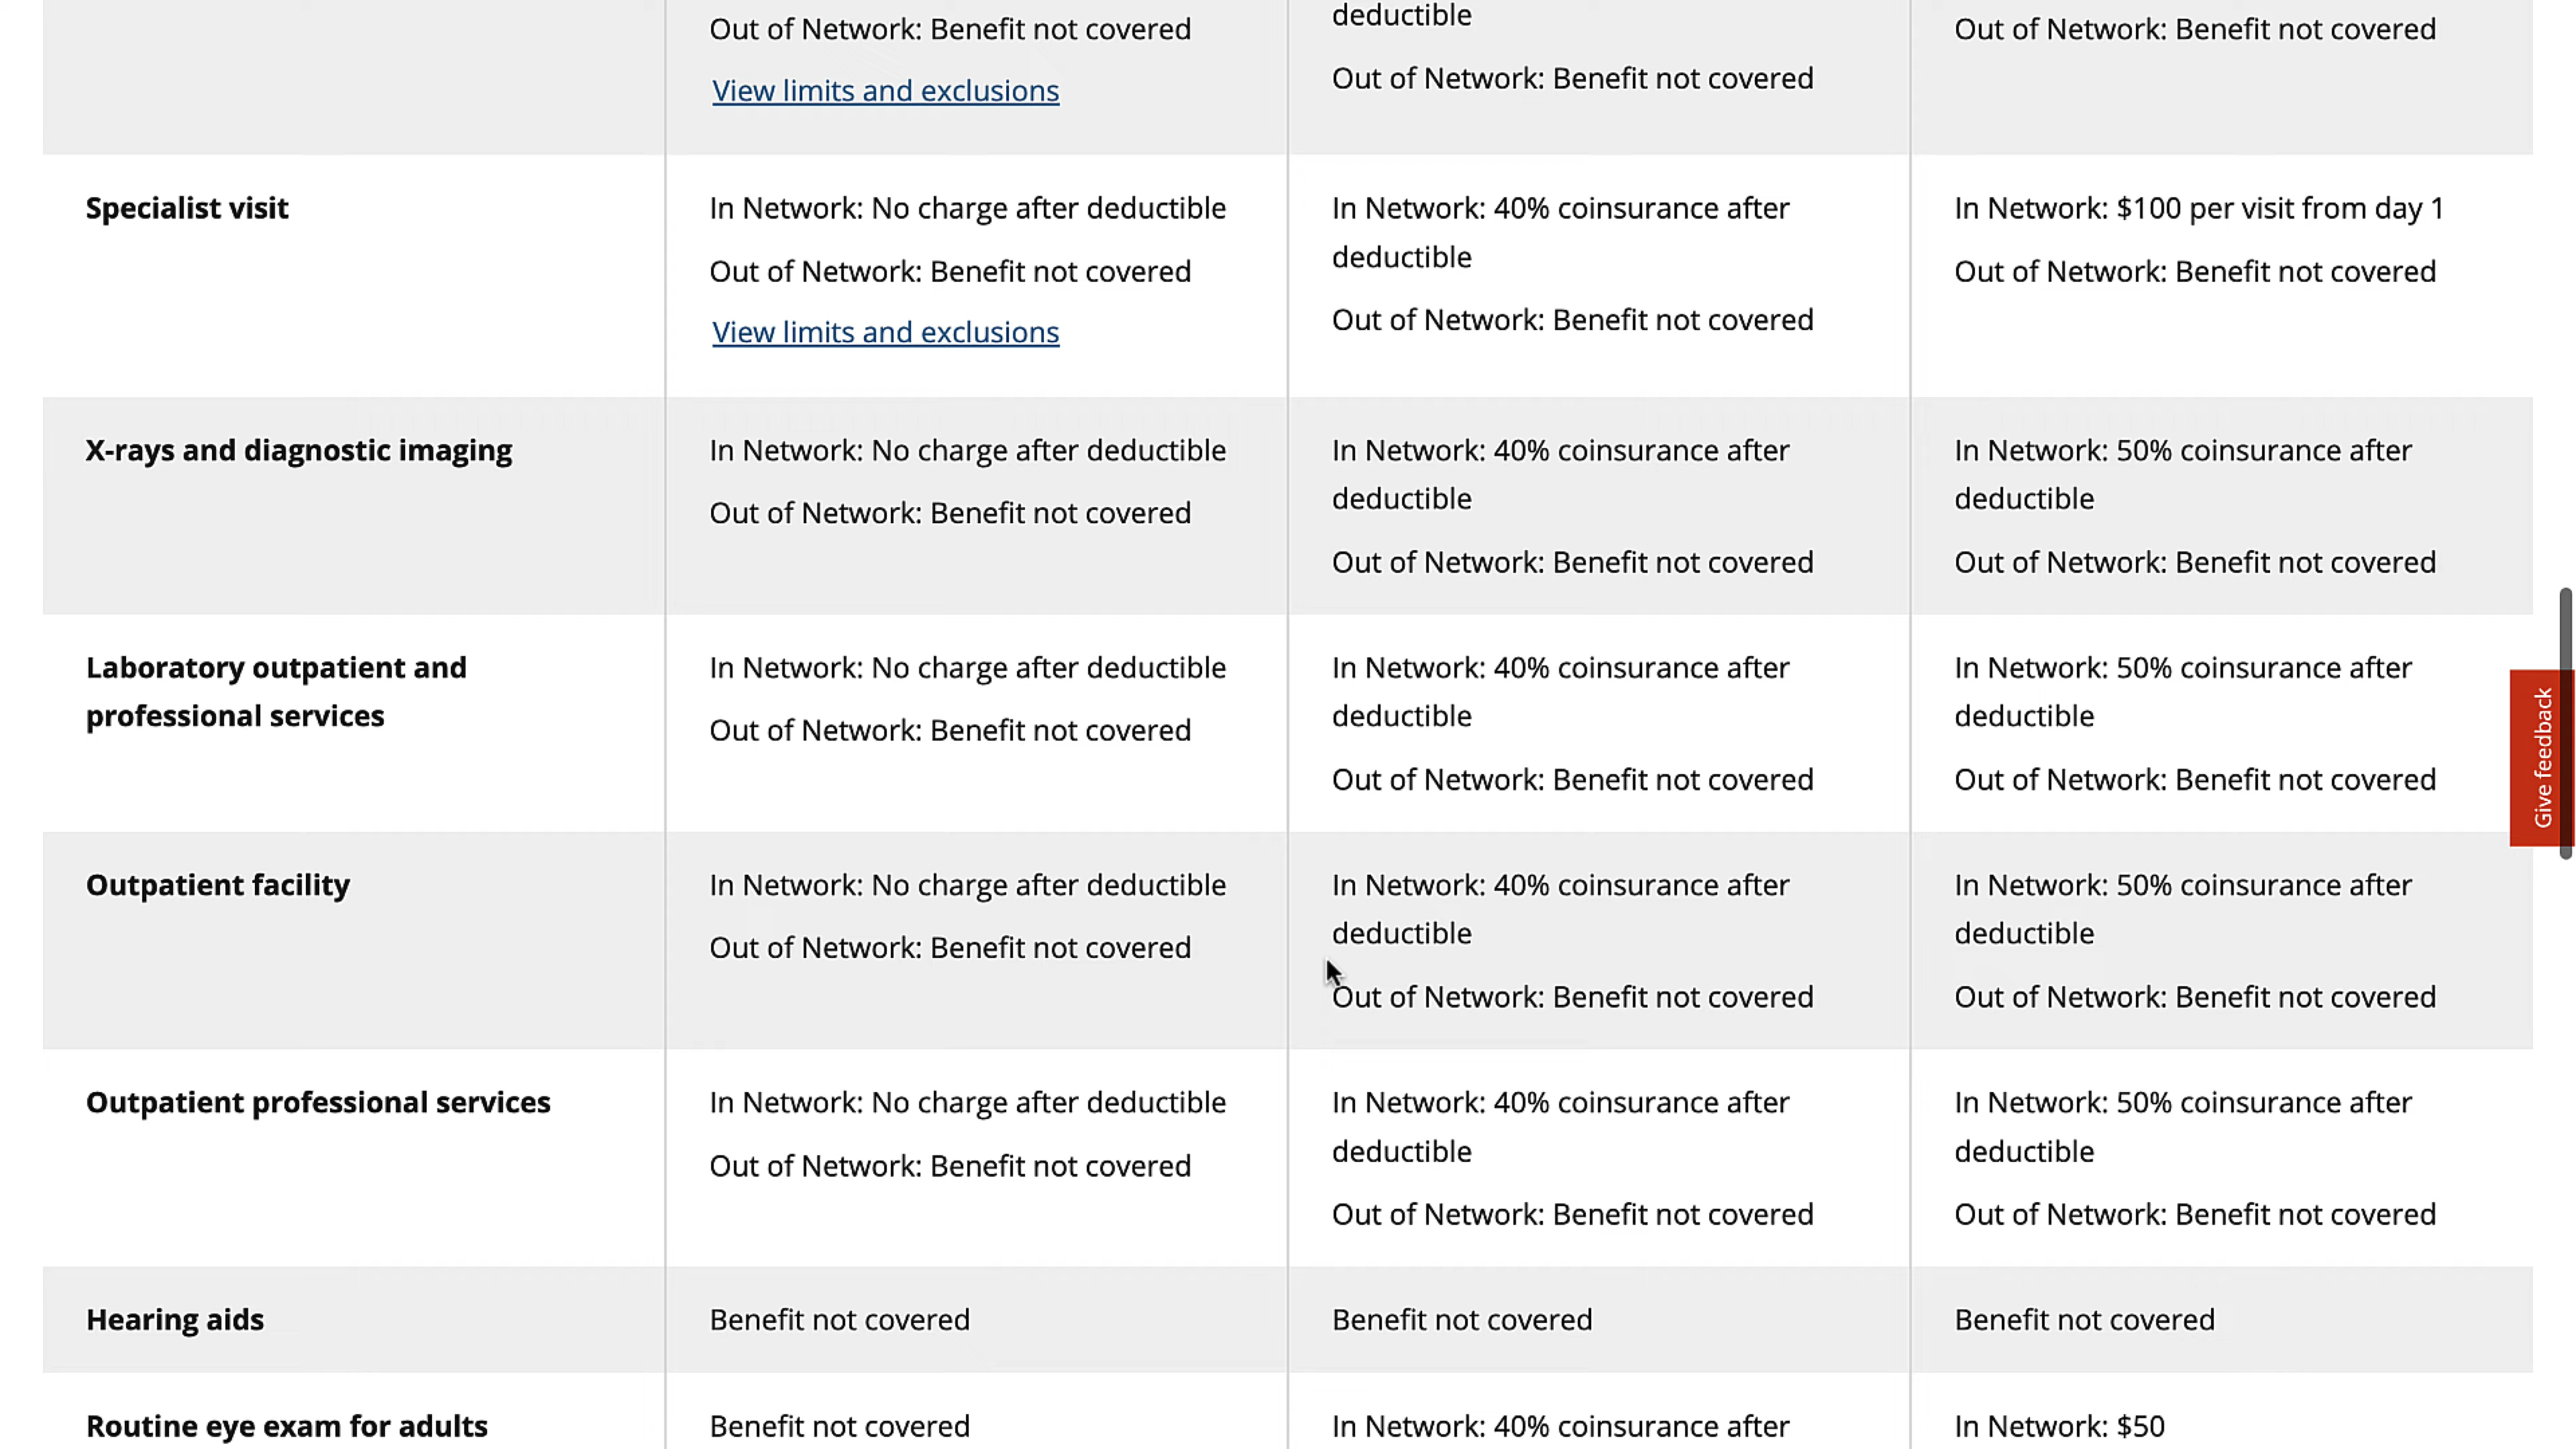 Out of Network: Benefit not covered
View limits and exclusions
deductible
Out of Network: Benefit not covered
Out of Network: Benefit not covered
Specialist visit
In Network: No charge after deductible
Out of Network: Benefit not covered
View limits and exclusions
In Network: 40% coinsurance after
deductible
Out of Network: Benefit not covered
In Network: $100 per visit from day 1
Out of Network: Benefit not covered
X-rays and diagnostic imaging
In Network: No charge after deductible
Out of Network: Benefit not covered
In Network: 40% coinsurance after
deductible
Out of Network: Benefit not covered
In Network: 50% coinsurance after
deductible
Out of Network: Benefit not covered
Laboratory outpatient and
professional services
In Network: No charge after deductible
Out of Network: Benefit not covered
In Network: 40% coinsurance after
deductible
Out of Network: Benefit not covered
In Network: 50% coinsurance after
deductible
Out of Network: Benefit not covered
Give feedback
Outpatient facility
In Network: No charge after deductible
Out of Network: Benefit not covered
In Network: 40% coinsurance after
deductible
Out of Network: Benefit not covered
In Network: 50% coinsurance after
deductible
Out of Network: Benefit not covered
Outpatient professional services
In Network: No charge after deductible
Out of Network: Benefit not covered
In Network: 40% coinsurance after
deductible
Out of Network: Benefit not covered
In Network: 50% coinsurance after
deductible
Out of Network: Benefit not covered
Hearing aids
Benefit not covered
Benefit not covered
Benefit not covered
Routine eye exam for adults
Benefit not covered
In Network: 40% coinsurance after
In Network: $50